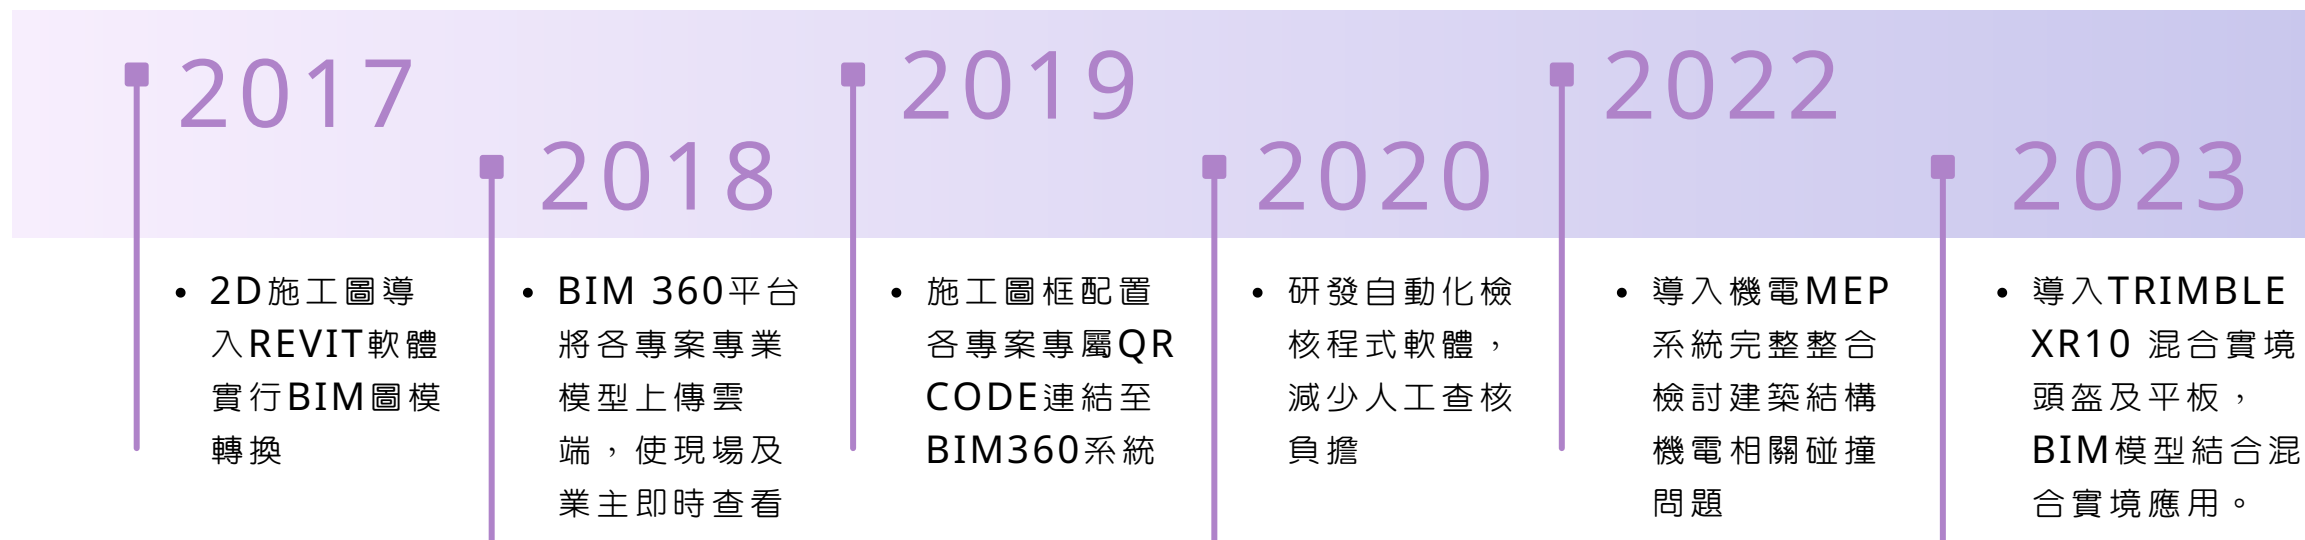 2017
• 2D施工圖導
入REVIT軟體
實行BIM圖模
轉換
2018
• BIM 360平台
將各專案專業
模型上傳雲
端，使現場及
業主即時查看
2019
• 施工圖框配置
各專案專屬QR
CODE連結至
BIM360系統
2020
• 研發自動化檢
核程式軟體，
減少人工查核
負擔
2022
• 導入機電MEP
系統完整整合
檢討建築結構
機電相關碰撞
問題
2023
• 導入TRIMBLE
XR10 混合實境
頭盔及平板，
BIM模型結合混
合實境應用。